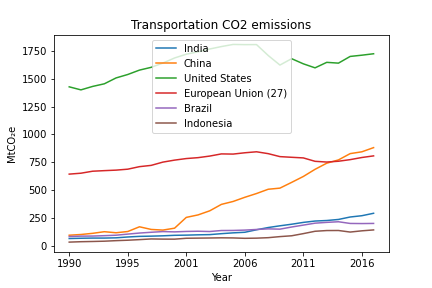 Transportation CO2 emissions
India
China
United States
European Union (27)
Brazil
Indonesia
MtCO₂e
1750
1500
1250
1000
750
500
250
0
1990
1995
2001
2006
2011
2016
Year